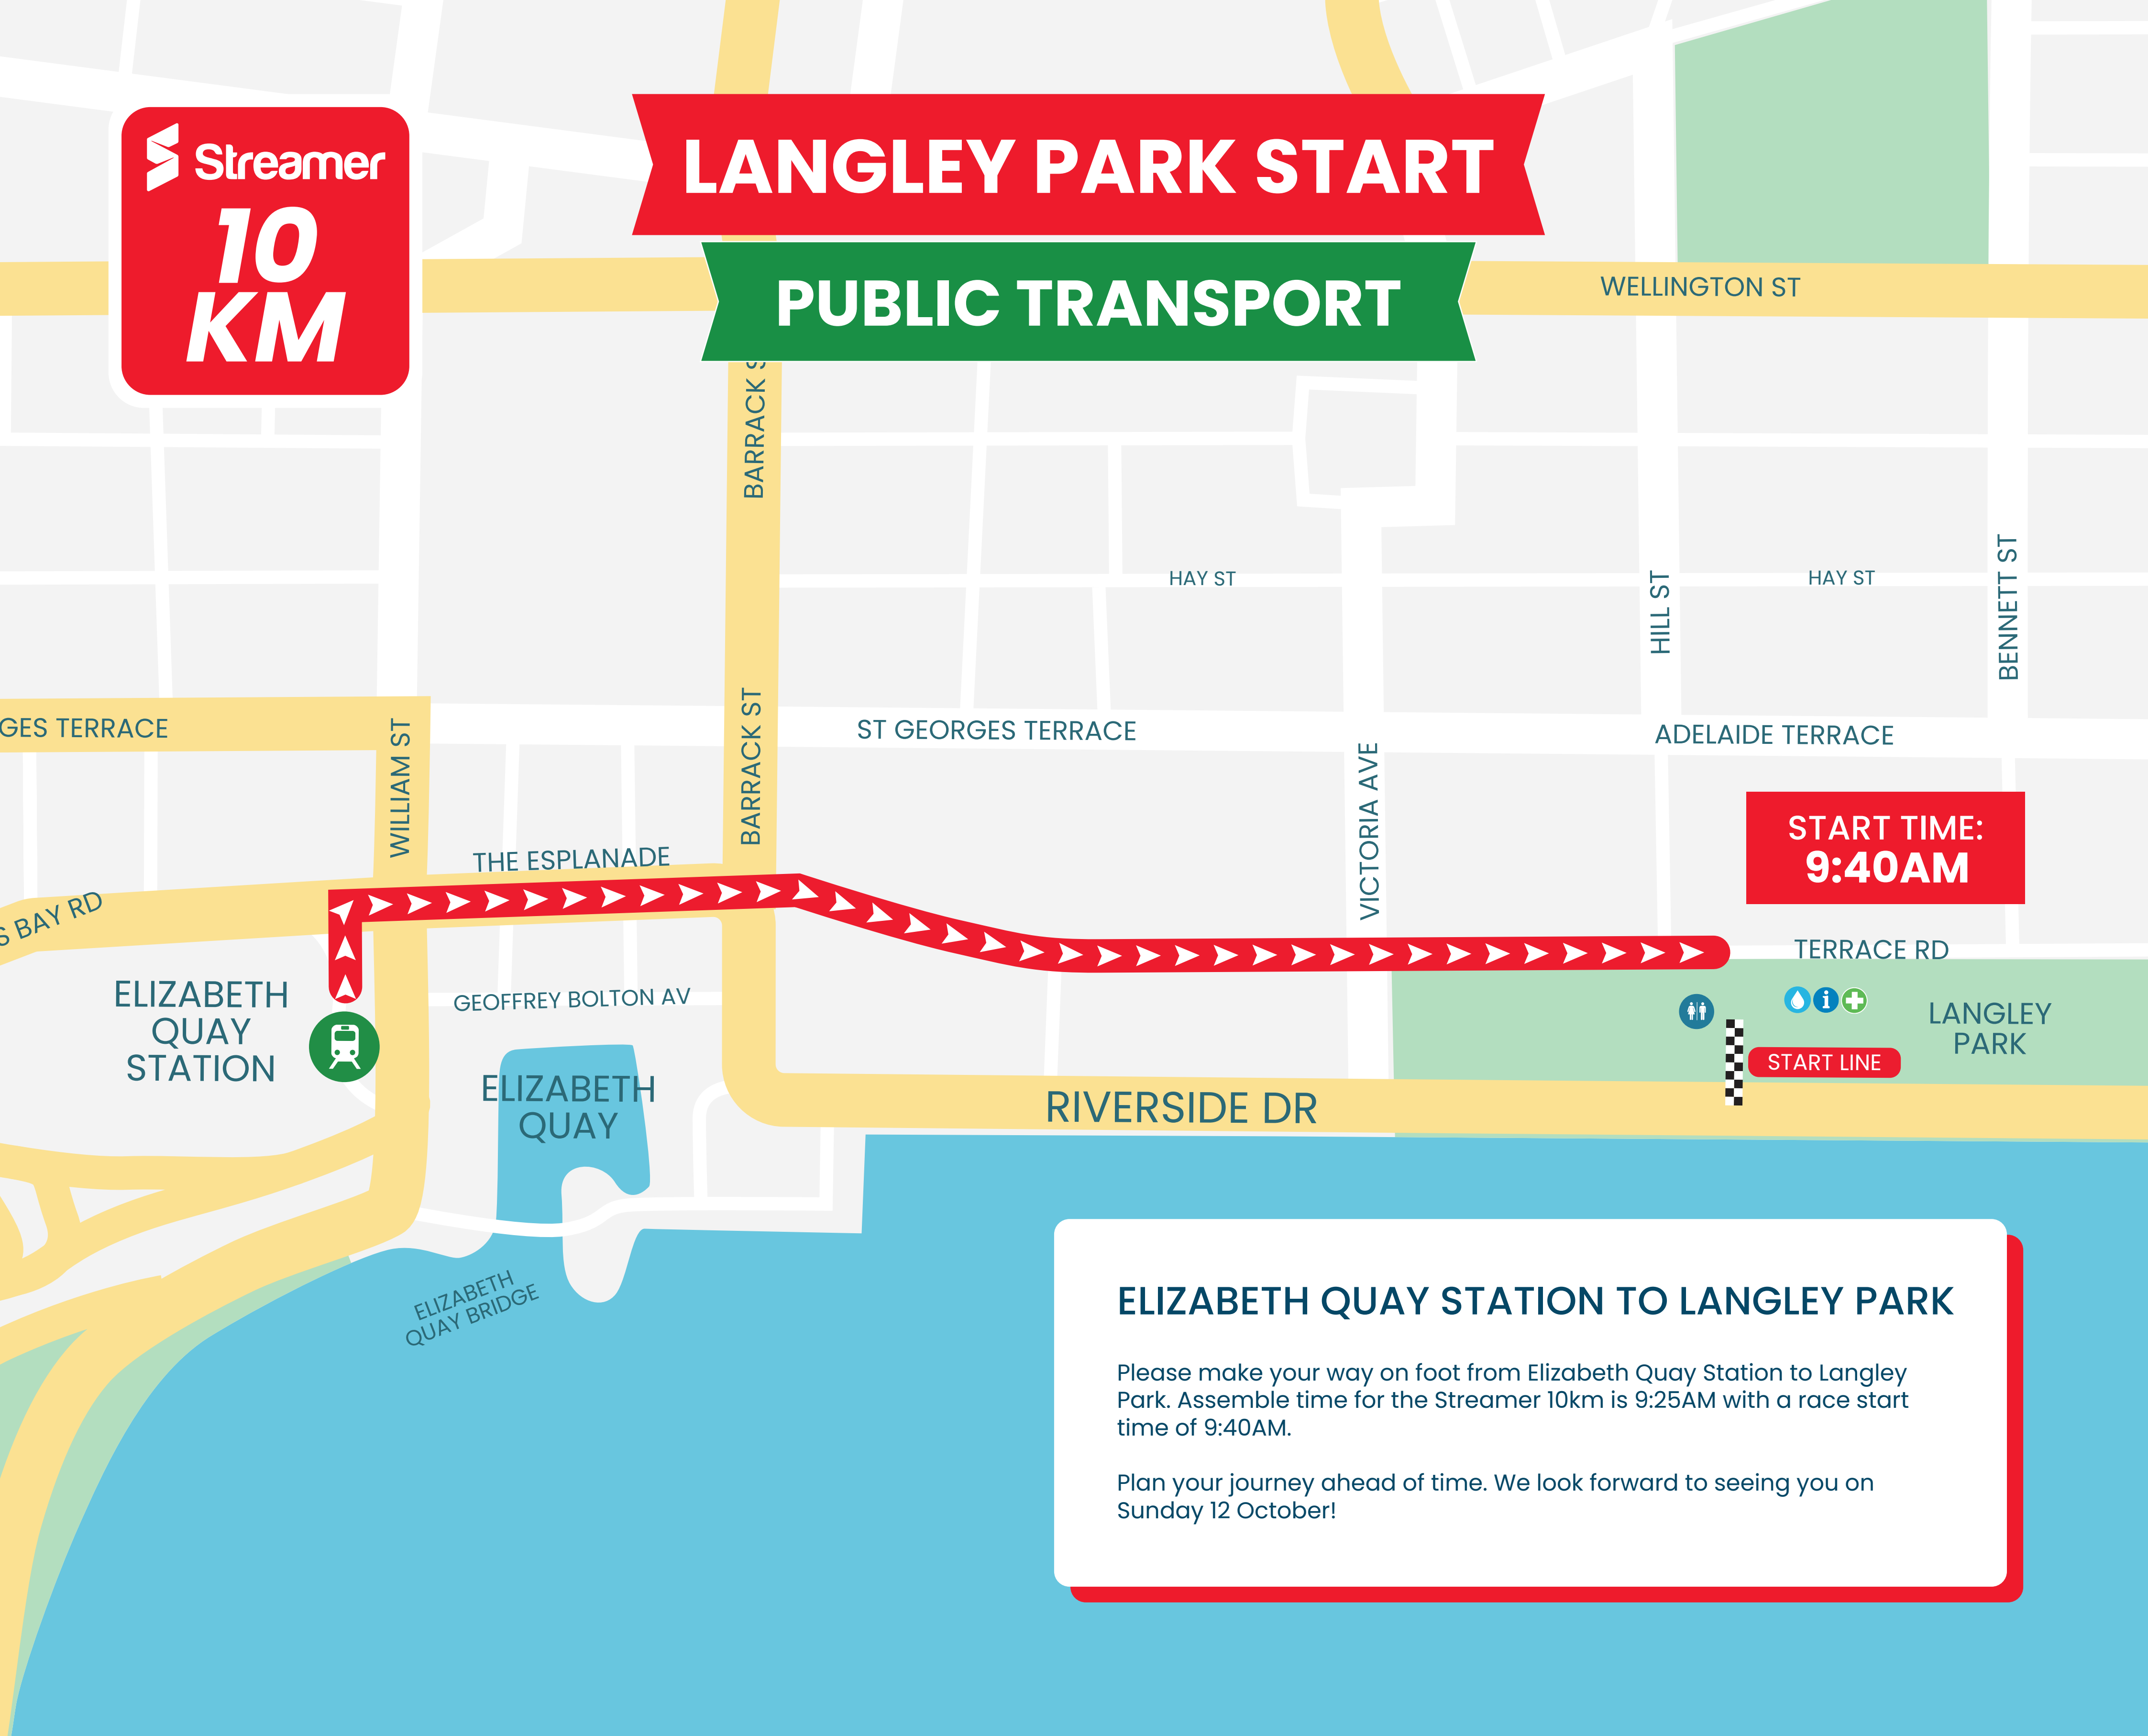 Streamer
10
KM
LANGLEY PARK START
PUBLIC TRANSPORT
WELLINGTON ST
BARRACK S
HAY ST
HAY ST
HILL ST
BENNETT ST
GES TERRACE
WILLIAM ST
BARRACK ST
ST GEORGES TERRACE
VICTORIA AVE
ADELAIDE TERRACE
START TIME:
9:40AM
THE ESPLANADE
S BAY RD
TERRACE RD
ELIZABETH
QUAY
STATION
GEOFFREY BOLTON AV
LANGLEY
PARK
START LINE
ELIZABETH
QUAY
RIVERSIDE DR
ELIZABETH
QUAY BRIDGE
ELIZABETH QUAY STATION TO LANGLEY PARK
Please make your way on foot from Elizabeth Quay Station to Langley
Park. Assemble time for the Streamer 10km is 9:25AM with a race start
time of 9:40AM.
Plan your journey ahead of time. We look forward to seeing you on
Sunday 12 October!